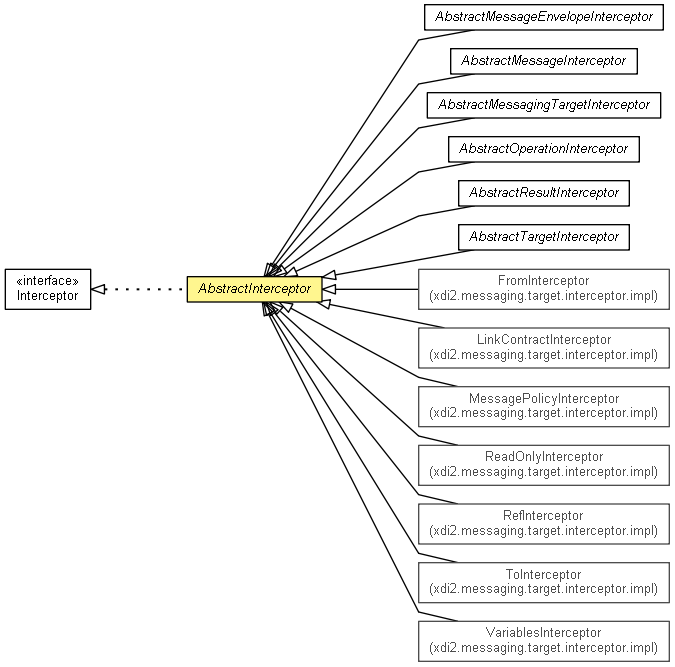 AbstractMessageEnvelopeInterceptor
AbstractMessageInterceptor
AbstractMessagingTargetInterceptor
AbstractOperationInterceptor
AbstractResultInterceptor
AbstractTargetInterceptor
«interface»
Interceptor
AbstractInterceptor
FromInterceptor
(xdi2.messaging.target.interceptor.impl)
LinkContractInterceptor
(xdi2.messaging.target.interceptor.impl)
MessagePolicyInterceptor
(xdi2.messaging.target.interceptor.impl)
ReadOnlyInterceptor
(xdi2.messaging.target.interceptor.impl)
RefInterceptor
(xdi2.messaging.target.interceptor.impl)
ToInterceptor
(xdi2.messaging.target.interceptor.impl)
VariablesInterceptor
(xdi2.messaging.target.interceptor.impl)